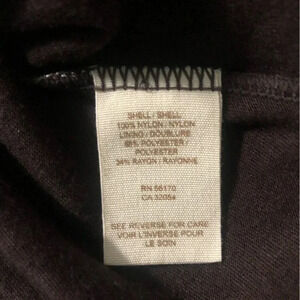 SHELL / SHELL
100% NYLON / NYLON
LINING / DOUBLURE
66% POLYESTER /
POLYESTER
34% RAYON / RAYONNE
RN 56170
CA 32054
SEE REVERSE FOR CARE
VOIR L'INVERSE POUR
LE SOIN